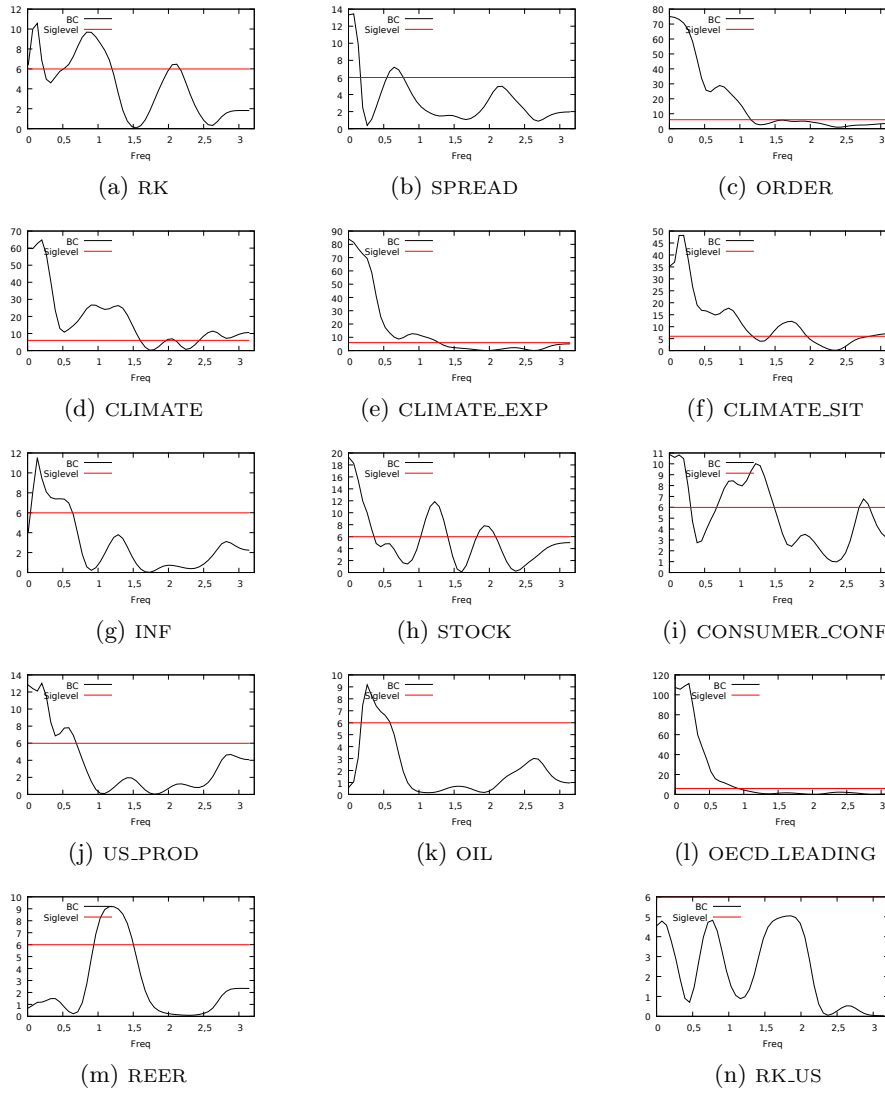 12
10
8
6
4
2
0
BC
Siglevel
0 0,5 1 1,5 2 2,5 3
Freq
(a) RK
14
12
10
8
6
4
2
0
BC
Siglevel
0 0,5 1 1,5 2 2,5 3
Freq
(b) SPREAD
80
70
60
50
40
30
20
10
0
BC
Siglevel
0 0,5 1 1,5 2 2,5 3
Freq
(c) ORDER
70
60
50
40
30
20
10
0
BC
Siglevel
0 0,5 1 1,5 2 2,5 3
Freq
(d) CLIMATE
90
80
70
60
50
40
30
20
10
0
BC
Siglevel
0 0,5 1 1,5 2 2,5 3
Freq
(e) CLIMATE_EXP
50
45
40
35
30
25
20
15
10
5
0
BC
Siglevel
0 0,5 1 1,5 2 2,5 3
Freq
(f) CLIMATE_SIT
12
10
8
6
4
2
0
BC
Siglevel
0 0,5 1 1,5 2 2,5 3
Freq
(g) INF
20
18
16
14
12
10
8
6
4
2
0
BC
Siglevel
0 0,5 1 1,5 2 2,5 3
Freq
(h) STOCK
11
10
9
8
7
6
5
4
3
2
1
0
BC
Siglevel
0 0,5 1 1,5 2 2,5 3
Freq
(i) CONSUMER_CONF
14
12
10
8
6
4
2
0
BC
Siglevel
0 0,5 1 1,5 2 2,5 3
Freq
(j) US_PROD
10
9
8
7
6
5
4
3
2
1
0
BC
Siglevel
0 0,5 1 1,5 2 2,5 3
Freq
(k) OIL
120
100
80
60
40
20
0
BC
Siglevel
0 0,5 1 1,5 2 2,5 3
Freq
(l) OECD_LEADING
10
9
8
7
6
5
4
3
2
1
0
BC
Siglevel
0 0,5 1 1,5 2 2,5 3
Freq
(m) REER
6
5
4
3
2
1
0
BC
Siglevel
0 0,5 1 1,5 2 2,5 3
Freq
(n) RK_US